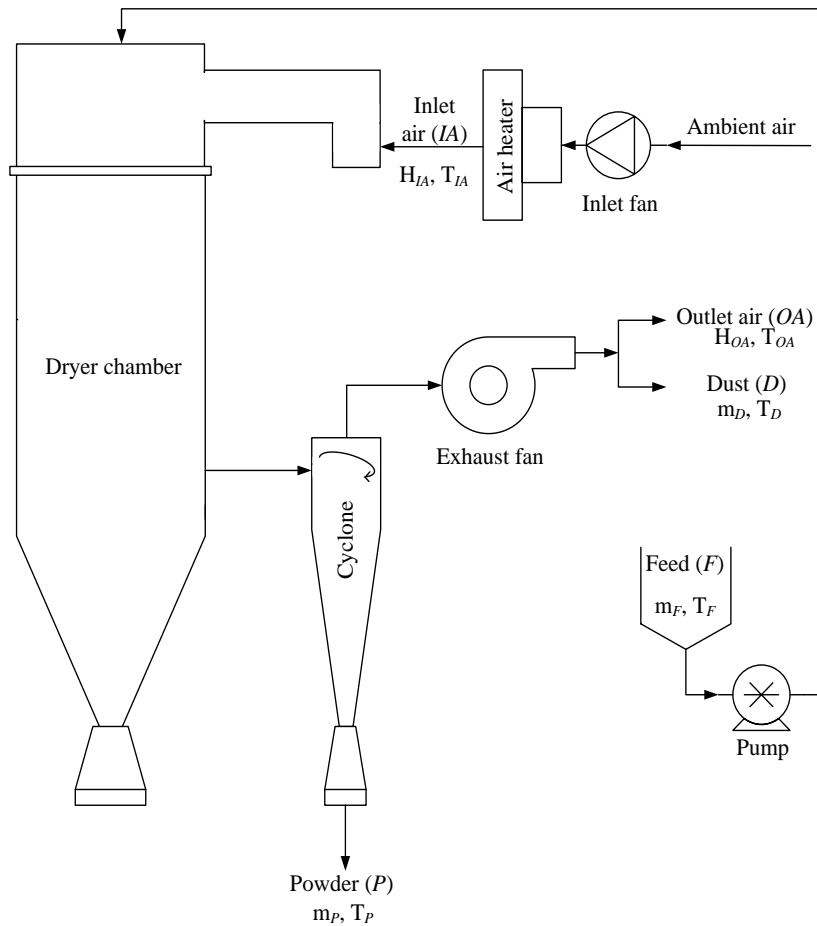 Inlet
air (IA)
H_IA, T_IA
Air heater
Ambient air
Inlet fan
Dryer chamber
Outlet air (OA)
H_OA, T_OA
Dust (D)
m_D, T_D
Exhaust fan
Cyclone
Feed (F)
m_F, T_F
Pump
Powder (P)
m_P, T_P